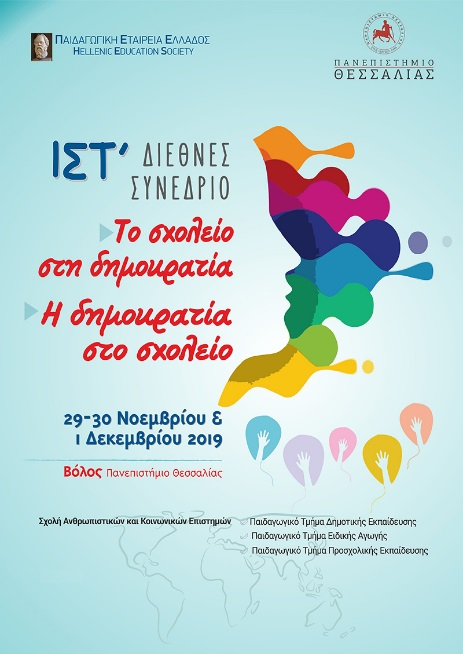 ΠΑΙΔΑΓΩΓΙΚΗ ΕΤΑΙΡΕΙΑ ΕΛΛΑΔΟΣ
HELLENIC EDUCATION SOCIETY
ΠΑΝΕΠΙΣΤΗΜΙΟ
ΘΕΣΣΑΛΙΑΣ
ΙΣΤ’ ΔΙΕΘΝΕΣ
ΣΥΝΕΔΡΙΟ
Το σχολείο
στη δημοκρατία
Η δημοκρατία
στο σχολείο
29-30 Νοεμβρίου &
1 Δεκεμβρίου 2019
Βόλος Πανεπιστήμιο Θεσσαλίας
Σχολή Ανθρωπιστικών και Κοινωνικών Επιστημών
Παιδαγωγικό Τμήμα Δημοτικής Εκπαίδευσης
Παιδαγωγικό Τμήμα Ειδικής Αγωγής
Παιδαγωγικό Τμήμα Προσχολικής Εκπαίδευσης